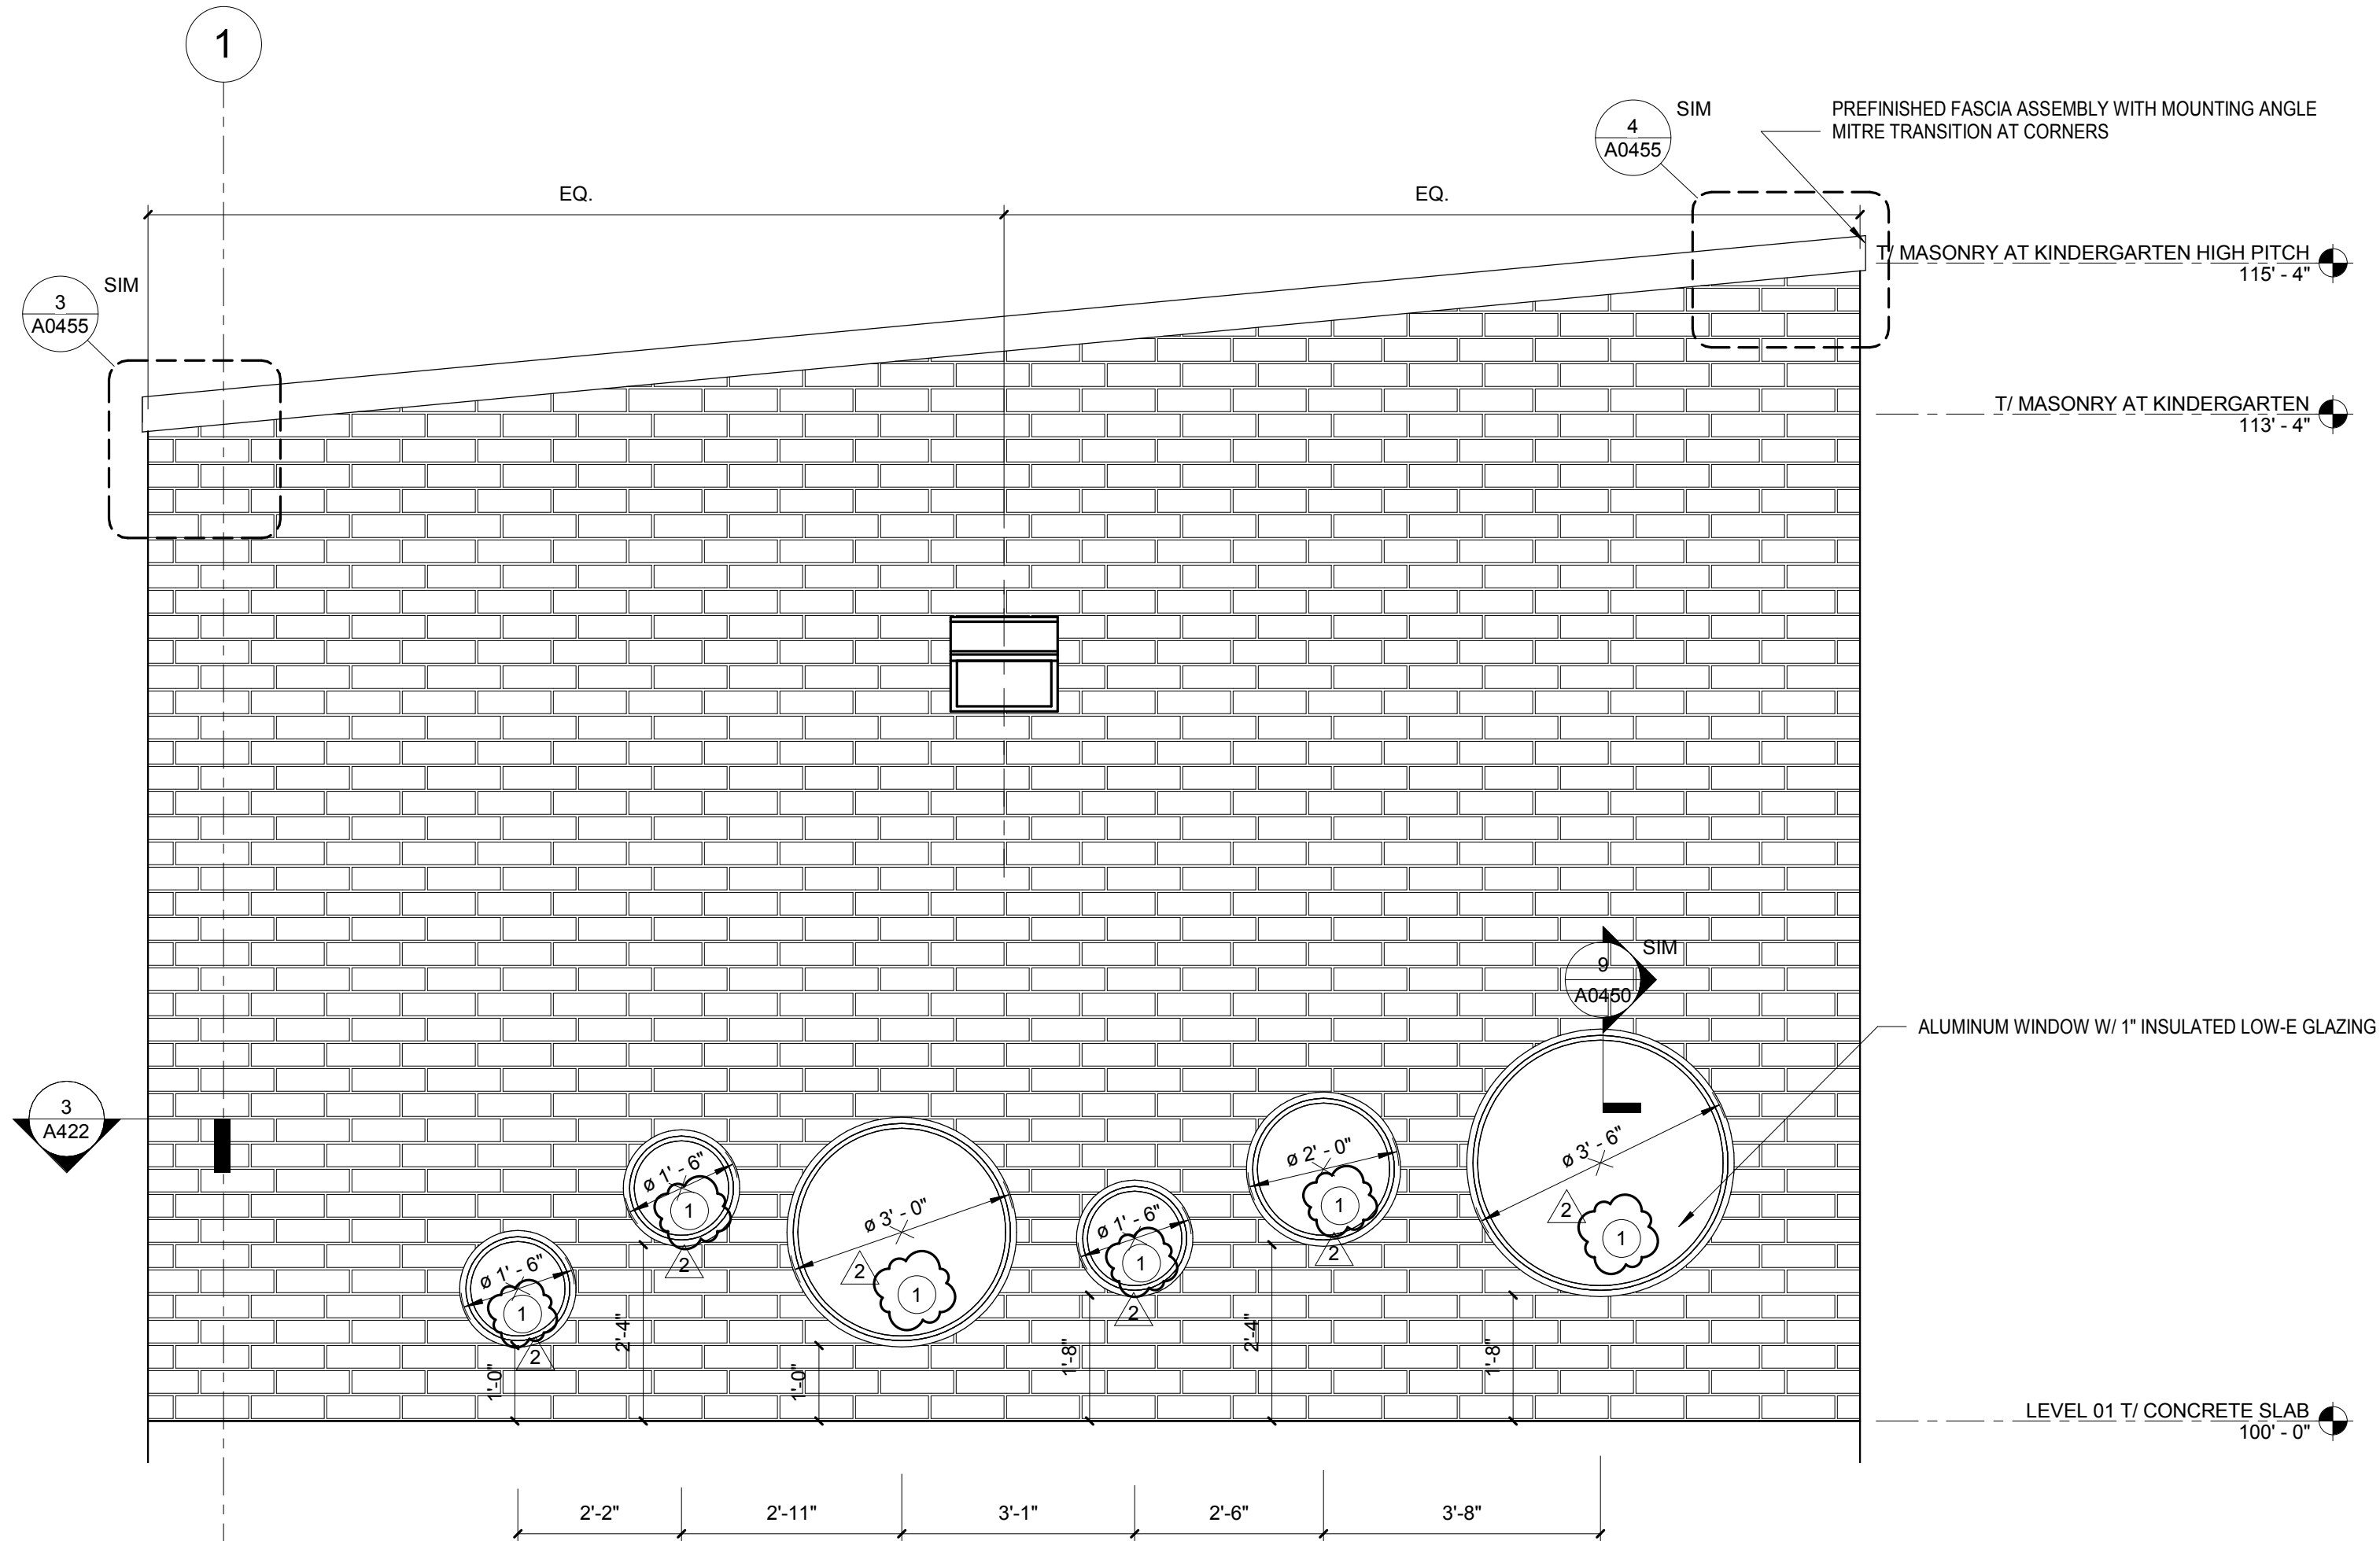 1
SIM
4
A0455
PREFINISHED FASCIA ASSEMBLY WITH MOUNTING ANGLE
MITRE TRANSITION AT CORNERS
EQ.
EQ.
T/ MASONRY AT KINDERGARTEN HIGH PITCH
115' - 4"
SIM
3
A0455
T/ MASONRY AT KINDERGARTEN
113' - 4"
SIM
9
A0450
ALUMINUM WINDOW W/ 1" INSULATED LOW-E GLAZING
3
A422
ø 1' - 6"
1
2
ø 1' - 6"
1
2
ø 3' - 0"
2
1
ø 1' - 6"
1
2
ø 2' - 0"
1
2
ø 3' - 6"
2
1
1'-0"
2'-4"
1'-0"
1'-8"
2'-4"
1'-8"
LEVEL 01 T/ CONCRETE SLAB
100' - 0"
2'-2"
2'-11"
3'-1"
2'-6"
3'-8"